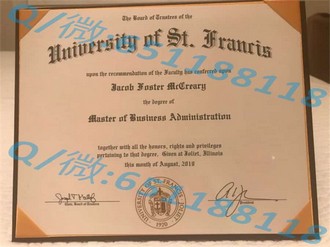 The Board of Trustees of the
University of St. Francis
upon the recommendation of the Faculty has conferred upon
Jacob Foster McCreary
the degree of
Master of Business Administration
together with all the honors, rights and privileges
pertaining to that degree. Given at Joliet, Illinois
this month of August, 2018
Q/微: